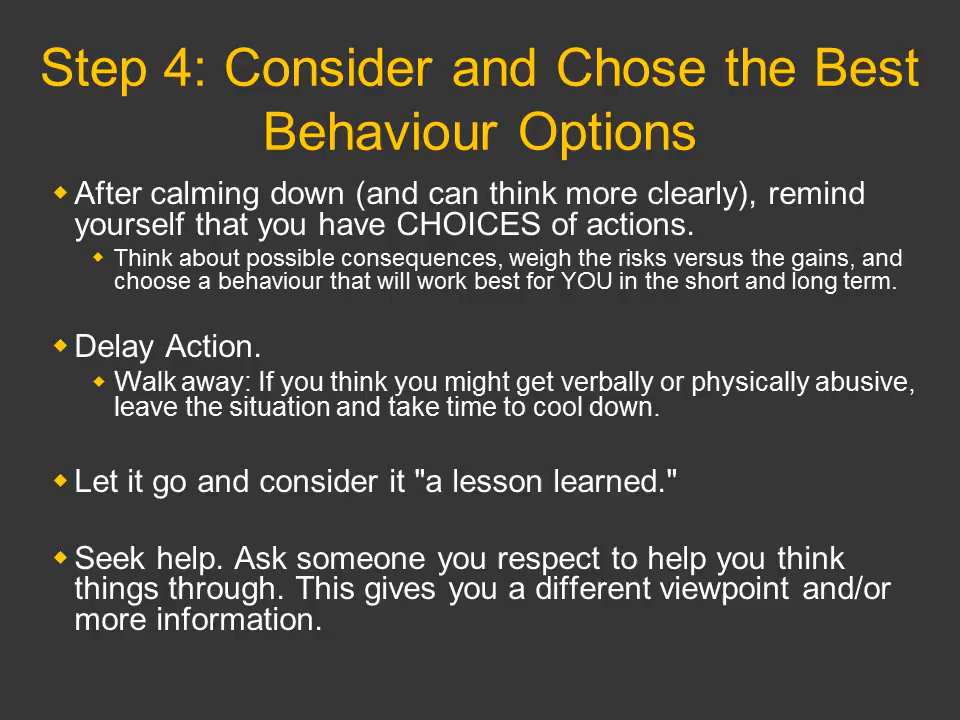 Step 4: Consider and Chose the Best
Behaviour Options
After calming down (and can think more clearly), remind
yourself that you have CHOICES of actions.
Think about possible consequences, weigh the risks versus the gains, and
choose a behaviour that will work best for YOU in the short and long term.
Delay Action.
Walk away: If you think you might get verbally or physically abusive,
leave the situation and take time to cool down.
Let it go and consider it "a lesson learned."
Seek help. Ask someone you respect to help you think
things through. This gives you a different viewpoint and/or
more information.